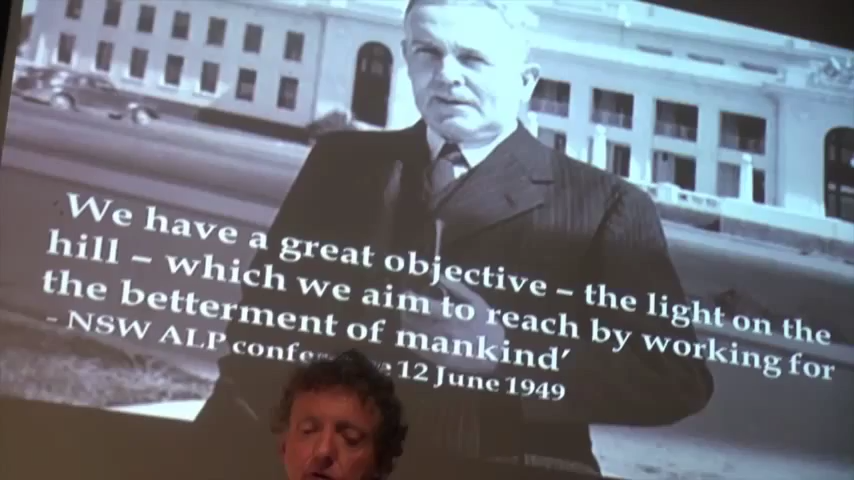 We have a great objective – the light on the
hill – which we aim to reach by working for
the betterment of mankind’
- NSW ALP 12 June 1949